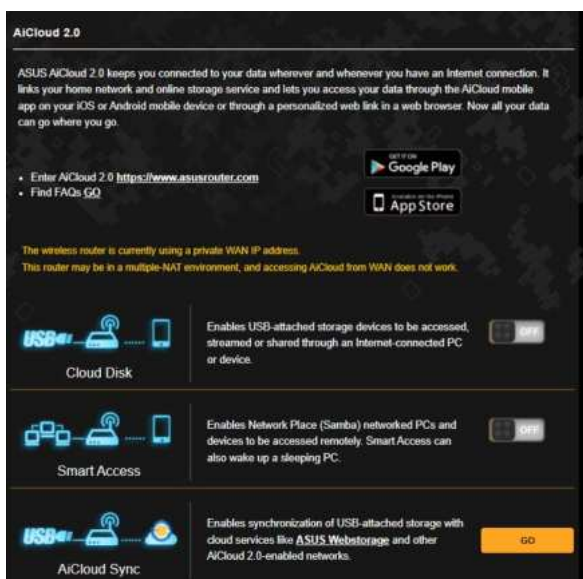 AiCloud 2.0
ASUS AiCloud 2.0 keeps you connected to your data wherever and whenever you have an Internet connection. It
links your home network and online storage service and lets you access your data through the AiCloud mobile
app on your iOS or Android mobile device or through a personalized web link in a web browser. Now all your data
can go where you go.
GET IT ON
Google Play
• Enter AiCloud 2.0 https://www.asusrouter.com
• Find FAQs GO
Available on the iPhone
App Store
The wireless router is currently using a private WAN IP address.
This router may be in a multiple-NAT environment, and accessing AiCloud from WAN does not work.
USB
Cloud Disk
Enables USB-attached storage devices to be accessed,
streamed or shared through an Internet-connected PC
or device.
OFF
Smart Access
Enables Network Place (Samba) networked PCs and
devices to be accessed remotely. Smart Access can
also wake up a sleeping PC.
OFF
USB
AiCloud Sync
Enables synchronization of USB-attached storage with
cloud services like ASUS Webstorage and other
AiCloud 2.0-enabled networks.
GO